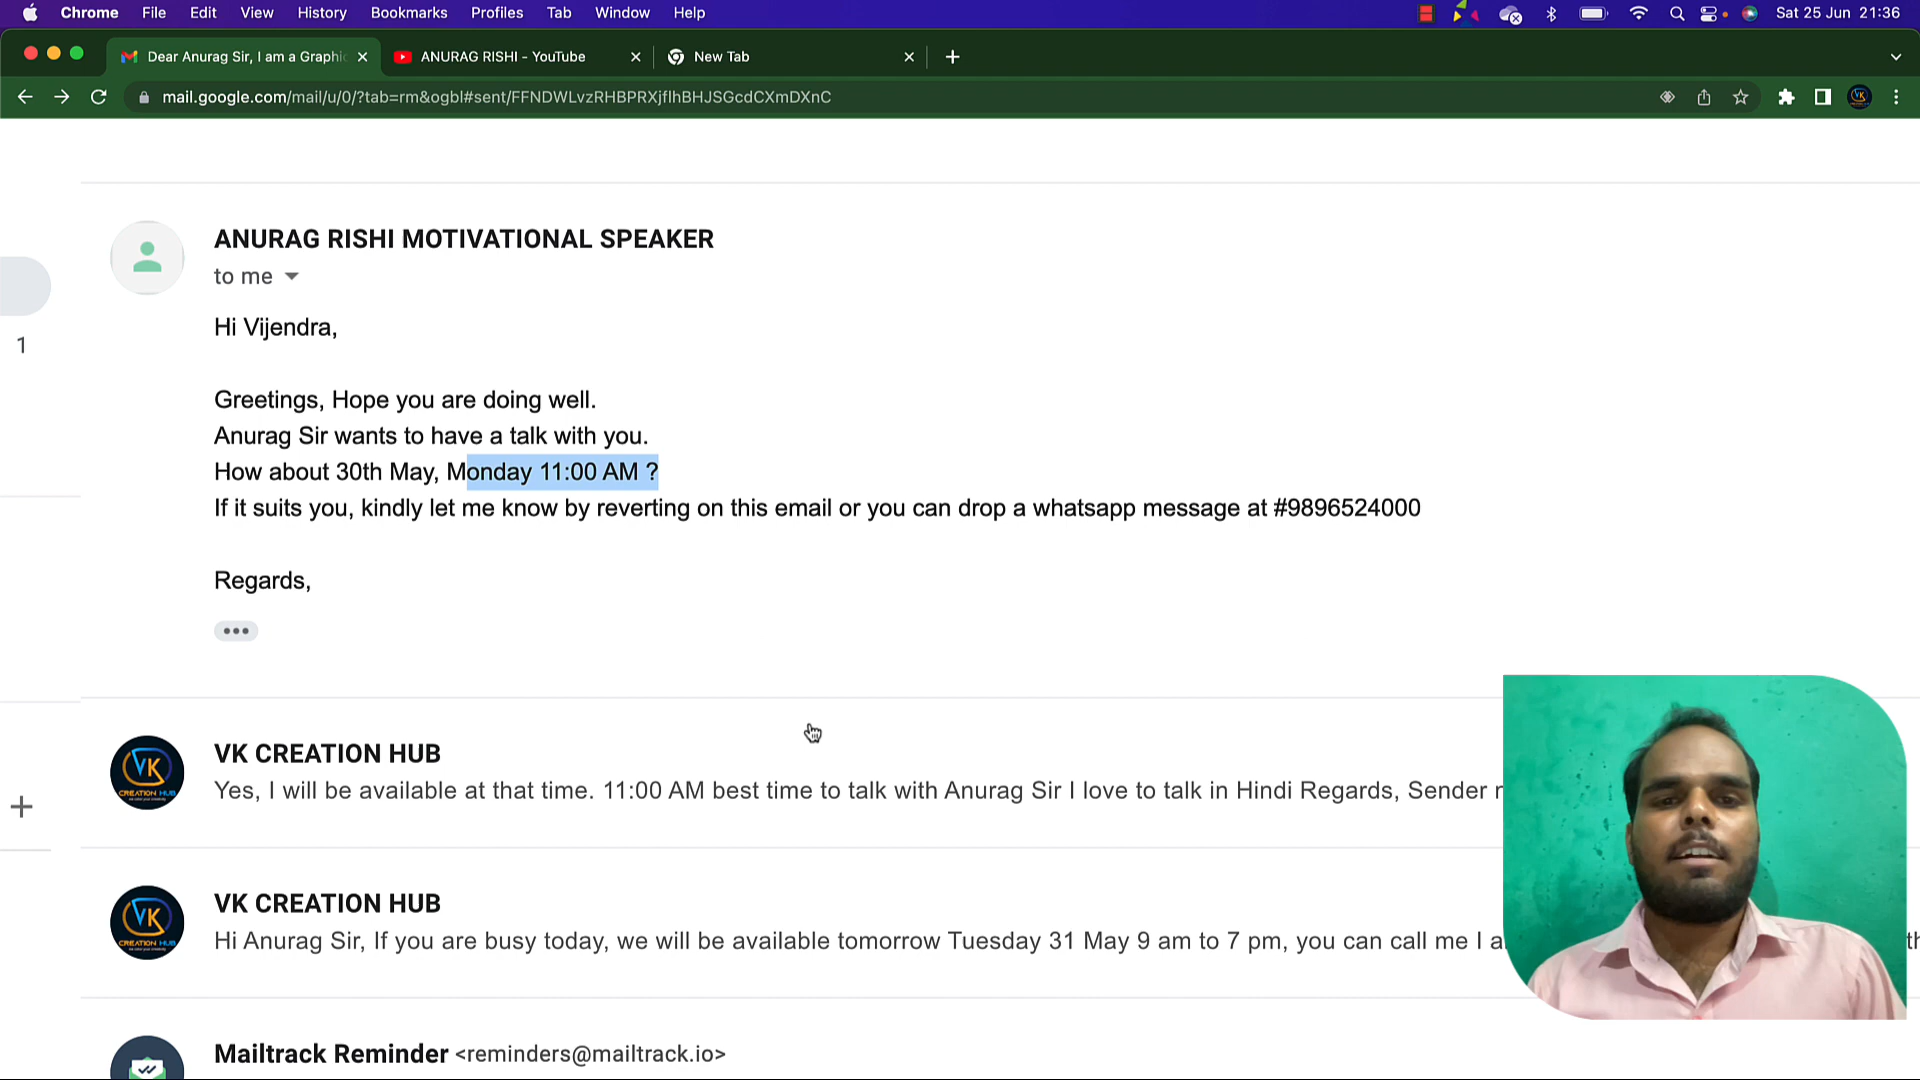 Chrome File Edit View History Bookmarks Profiles Tab Window Help Sat 25 Jun 21:36
Dear Anurag Sir, I am a Graphic ANURAG RISHI - YouTube New Tab
mail.google.com/mail/u/0/?tab=rm&ogbl#sent/FFNDWLvzRHBPRXjflhBHJSGcdCXmDXnC
ANURAG RISHI MOTIVATIONAL SPEAKER
to me
Hi Vijendra,
1
Greetings, Hope you are doing well.
Anurag Sir wants to have a talk with you.
How about 30th May, Monday 11:00 AM ?
If it suits you, kindly let me know by reverting on this email or you can drop a whatsapp message at #9896524000
Regards,
VK CREATION HUB
Yes, I will be available at that time. 11:00 AM best time to talk with Anurag Sir I love to talk in Hindi Regards, Sender
VK
CREATION HUB
VK CREATION HUB
Hi Anurag Sir, If you are busy today, we will be available tomorrow Tuesday 31 May 9 am to 7 pm, you can call me I
VK
CREATION HUB
Mailtrack Reminder <reminders@mailtrack.io>